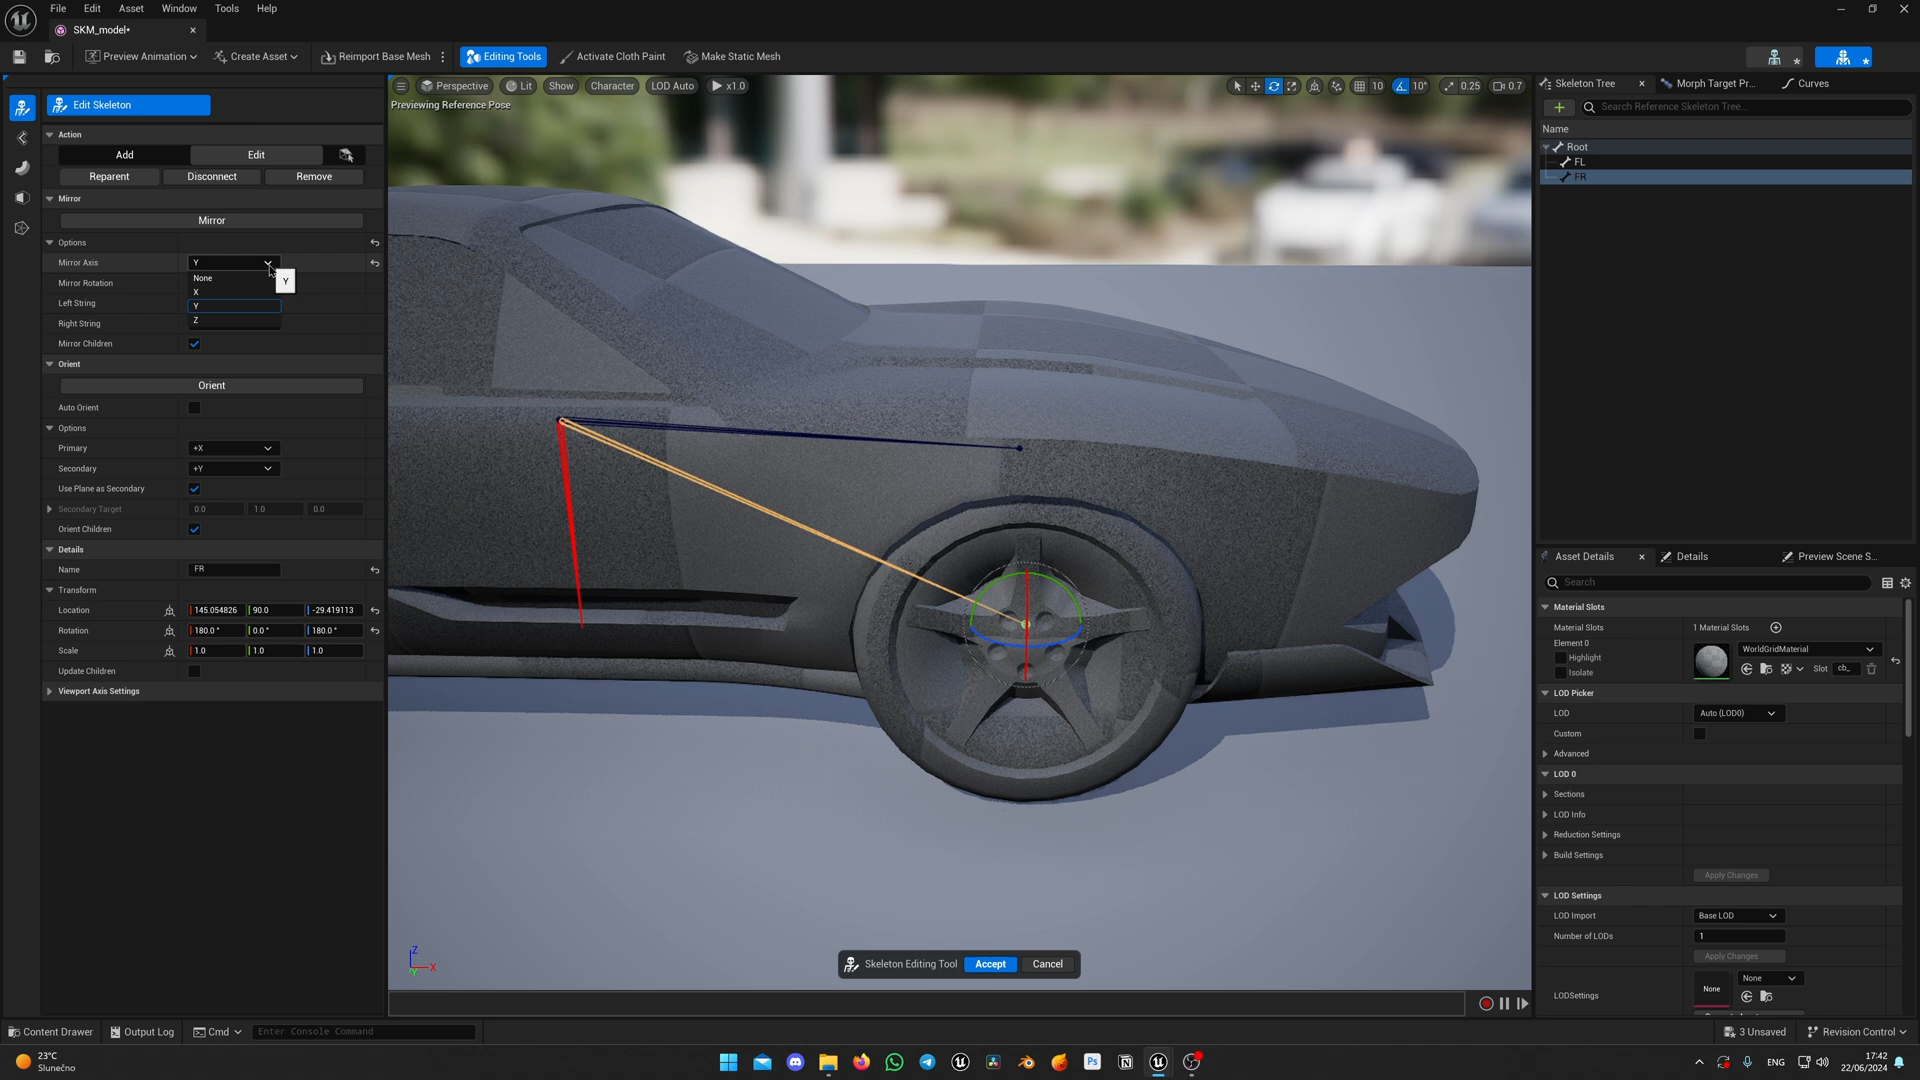 File Edit Asset Window Tools Help
SKM_model*
Preview Animation Create Asset Reimport Base Mesh Editing Tools Activate Cloth Paint Make Static Mesh
Edit Skeleton
Action
Add Edit
Reparent Disconnect Remove
Mirror
Mirror
Options
Mirror Axis Y
None
X
Y
Z
Y
Mirror Rotation
Left String
Right String
Mirror Children
Orient
Orient
Auto Orient
Options
Primary +X
Secondary +Y
Use Plane as Secondary
Secondary Target 0.0 1.0 0.0
Orient Children
Details
Name FR
Transform
Location 145.054826 90.0 -29.419113
Rotation 180.0 ° 0.0 ° 180.0 °
Scale 1.0 1.0 1.0
Update Children
Viewport Axis Settings
Perspective Lit Show Character LOD Auto x1.0 10 10° 0.25 0.7
Previewing Reference Pose
Z
X
Y
Skeleton Editing Tool Accept Cancel
Skeleton Tree Morph Target Pr... Curves
Search Reference Skeleton Tree...
Name
Root
FL
FR
Asset Details Details Preview Scene S...
Search
Material Slots
Material Slots 1 Material Slots
Element 0
Highlight
Isolate
WorldGridMaterial
Slot cb_
LOD Picker
LOD Auto (LOD0)
Custom
Advanced
LOD 0
Sections
LOD Info
Reduction Settings
Build Settings
Apply Changes
LOD Settings
LOD Import Base LOD
Number of LODs 1
Apply Changes
LODSettings None None
Content Drawer Output Log Cmd Enter Console Command 3 Unsaved Revision Control
23°C
Slunečno
Ps
ENG
17:42
22/06/2024